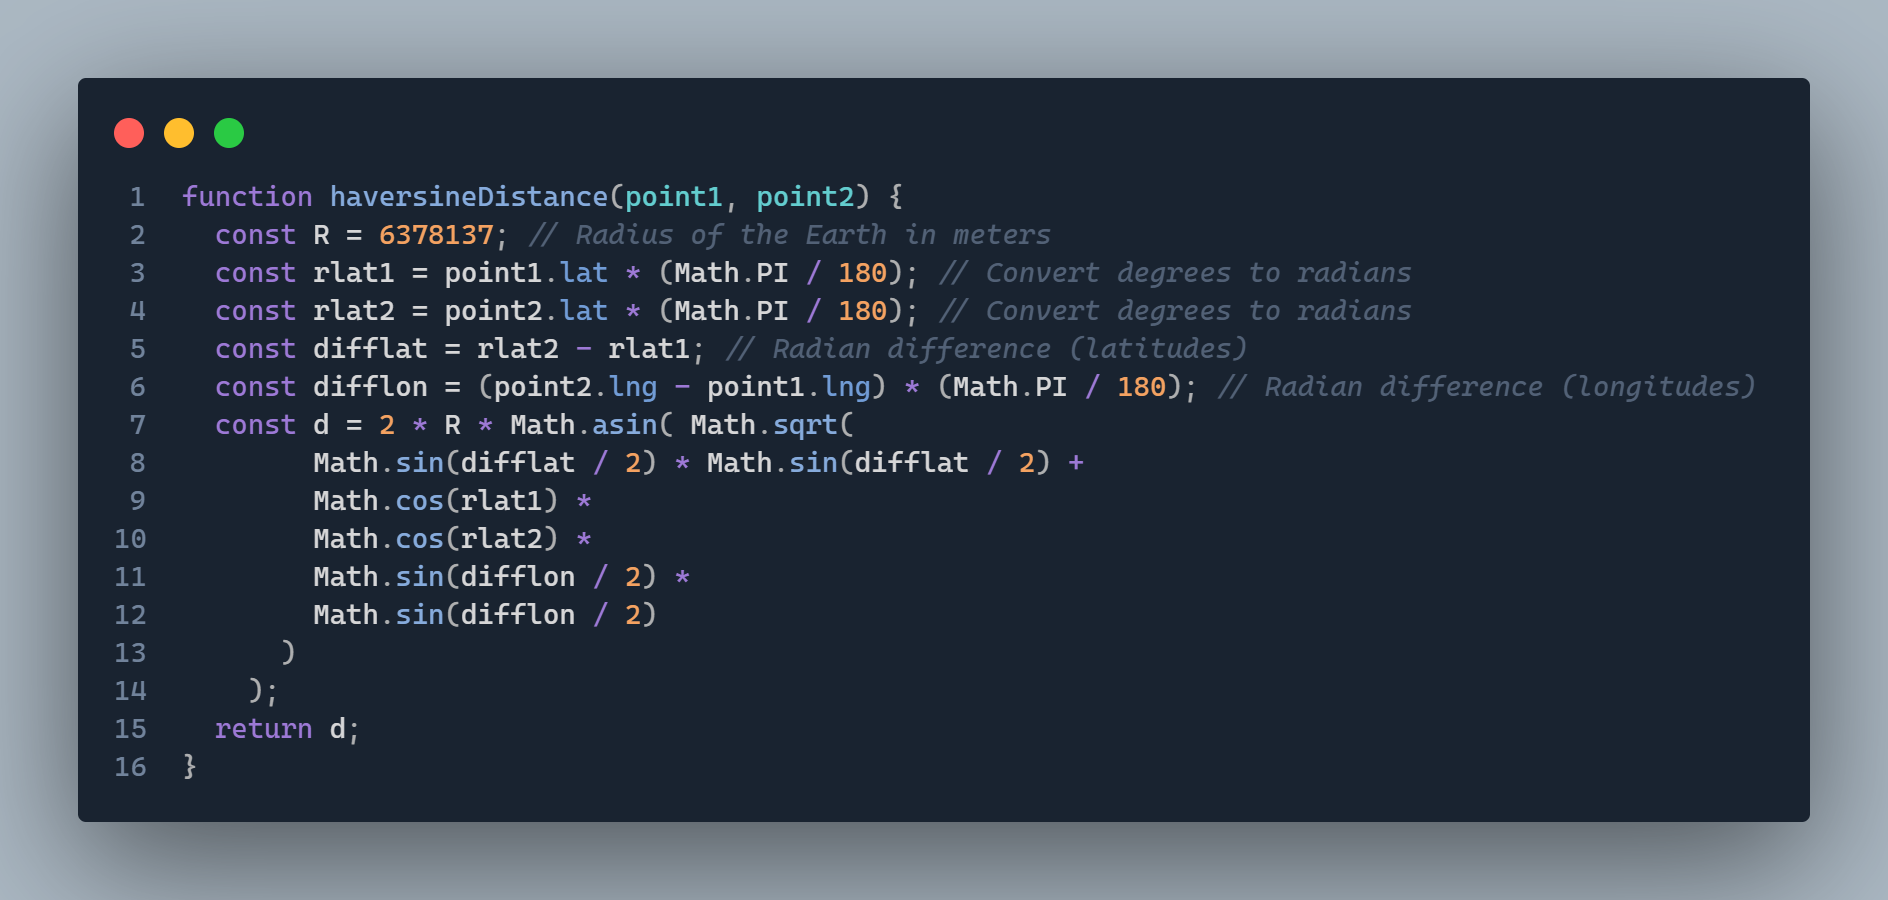 1 function haversineDistance(point1, point2) {
2   const R = 6378137; // Radius of the Earth in meters
3   const rlat1 = point1.lat * (Math.PI / 180); // Convert degrees to radians
4   const rlat2 = point2.lat * (Math.PI / 180); // Convert degrees to radians
5   const difflat = rlat2 - rlat1; // Radian difference (latitudes)
6   const difflon = (point2.lng - point1.lng) * (Math.PI / 180); // Radian difference (longitudes)
7   const d = 2 * R * Math.asin( Math.sqrt(
8         Math.sin(difflat / 2) * Math.sin(difflat / 2) +
9         Math.cos(rlat1) *
10         Math.cos(rlat2) *
11         Math.sin(difflon / 2) *
12         Math.sin(difflon / 2)
13       )
14     );
15   return d;
16 }